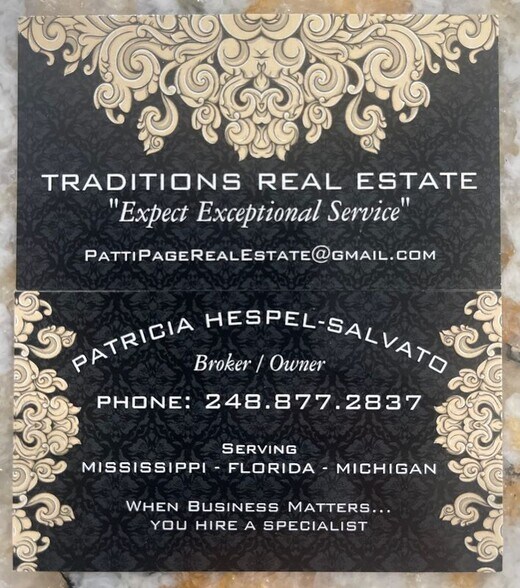 TRADITIONS REAL ESTATE
"Expect Exceptional Service"
PATTIPAGEREALESTATE@GMAIL.COM
PATRICIA HESPEL-SALVATO
Broker / Owner
PHONE: 248.877.2837
SERVING
MISSISSIPPI - FLORIDA - MICHIGAN
WHEN BUSINESS MATTERS...
YOU HIRE A SPECIALIST